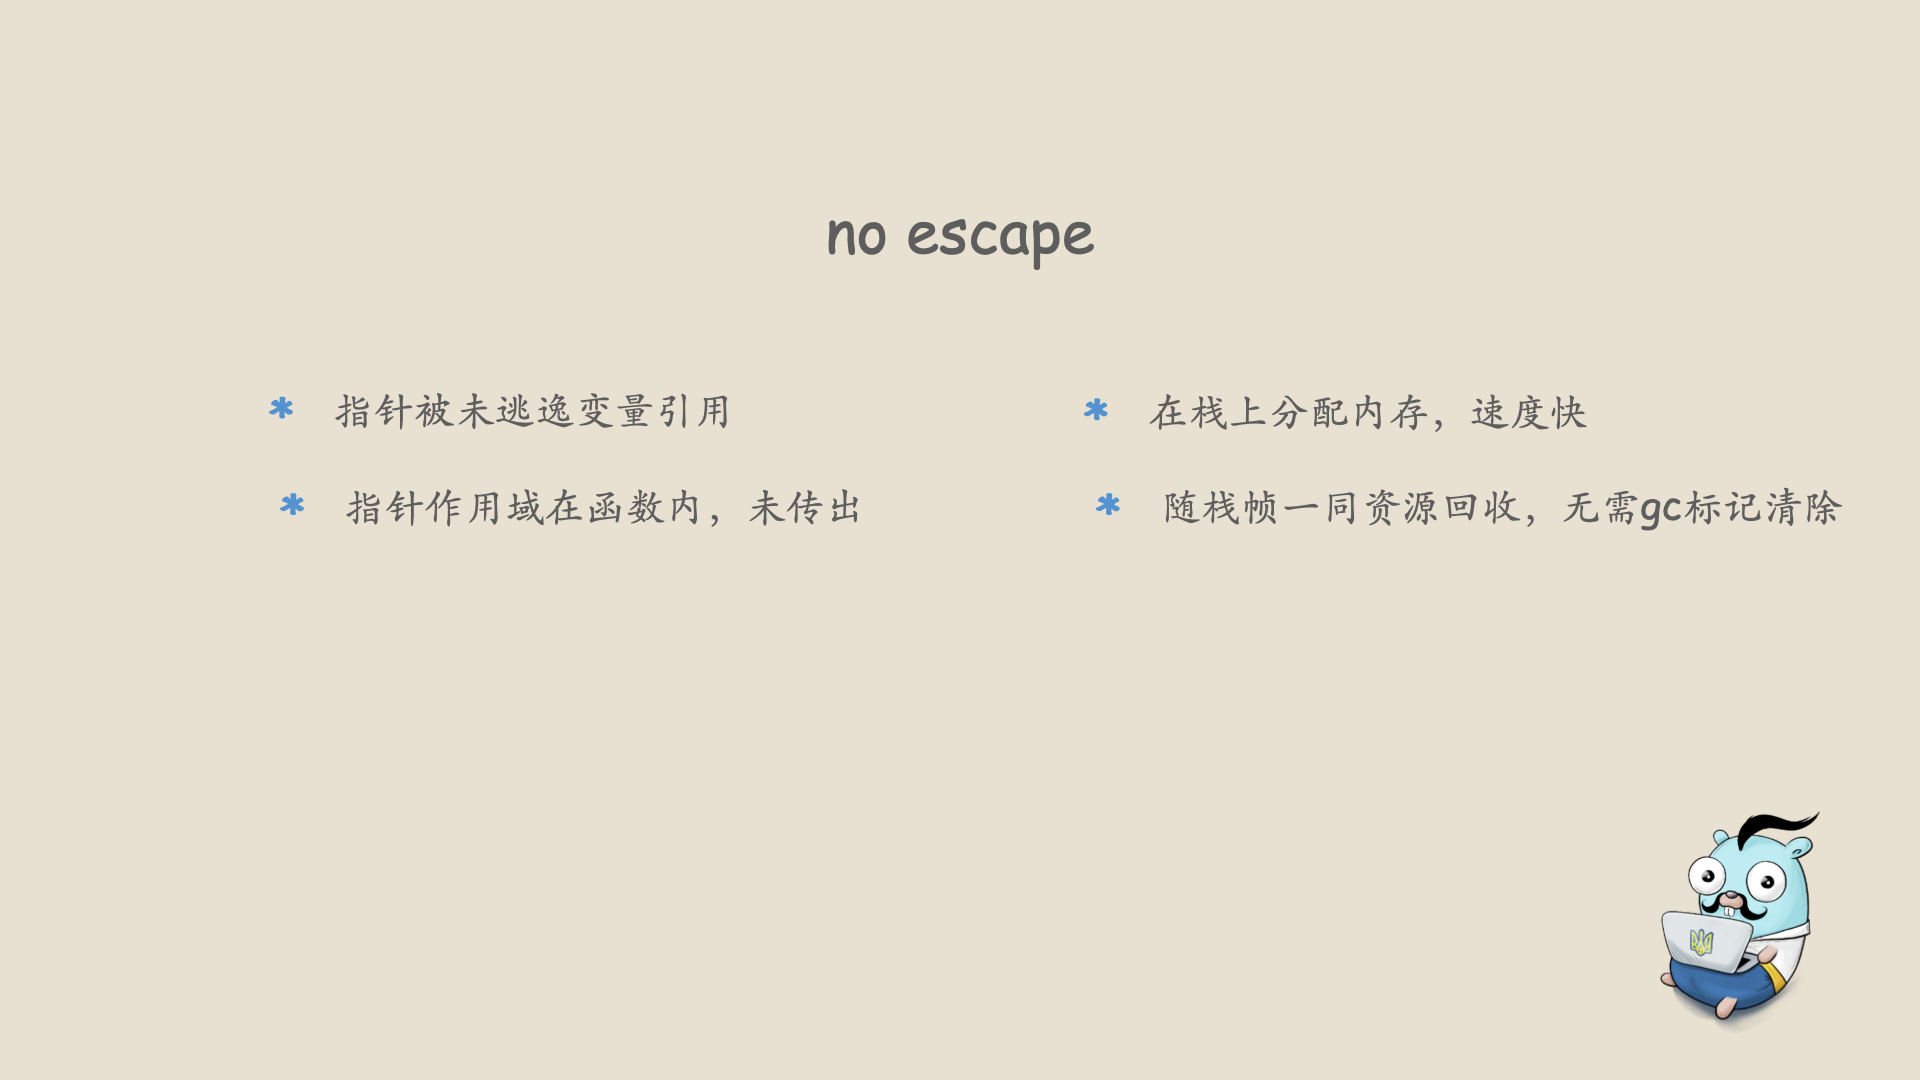 no escape
* 指针被未逃逸变量引用
* 指针作用域在函数内，未传出
* 在栈上分配内存，速度快
* 随栈帧一同资源回收，无需gc标记清除